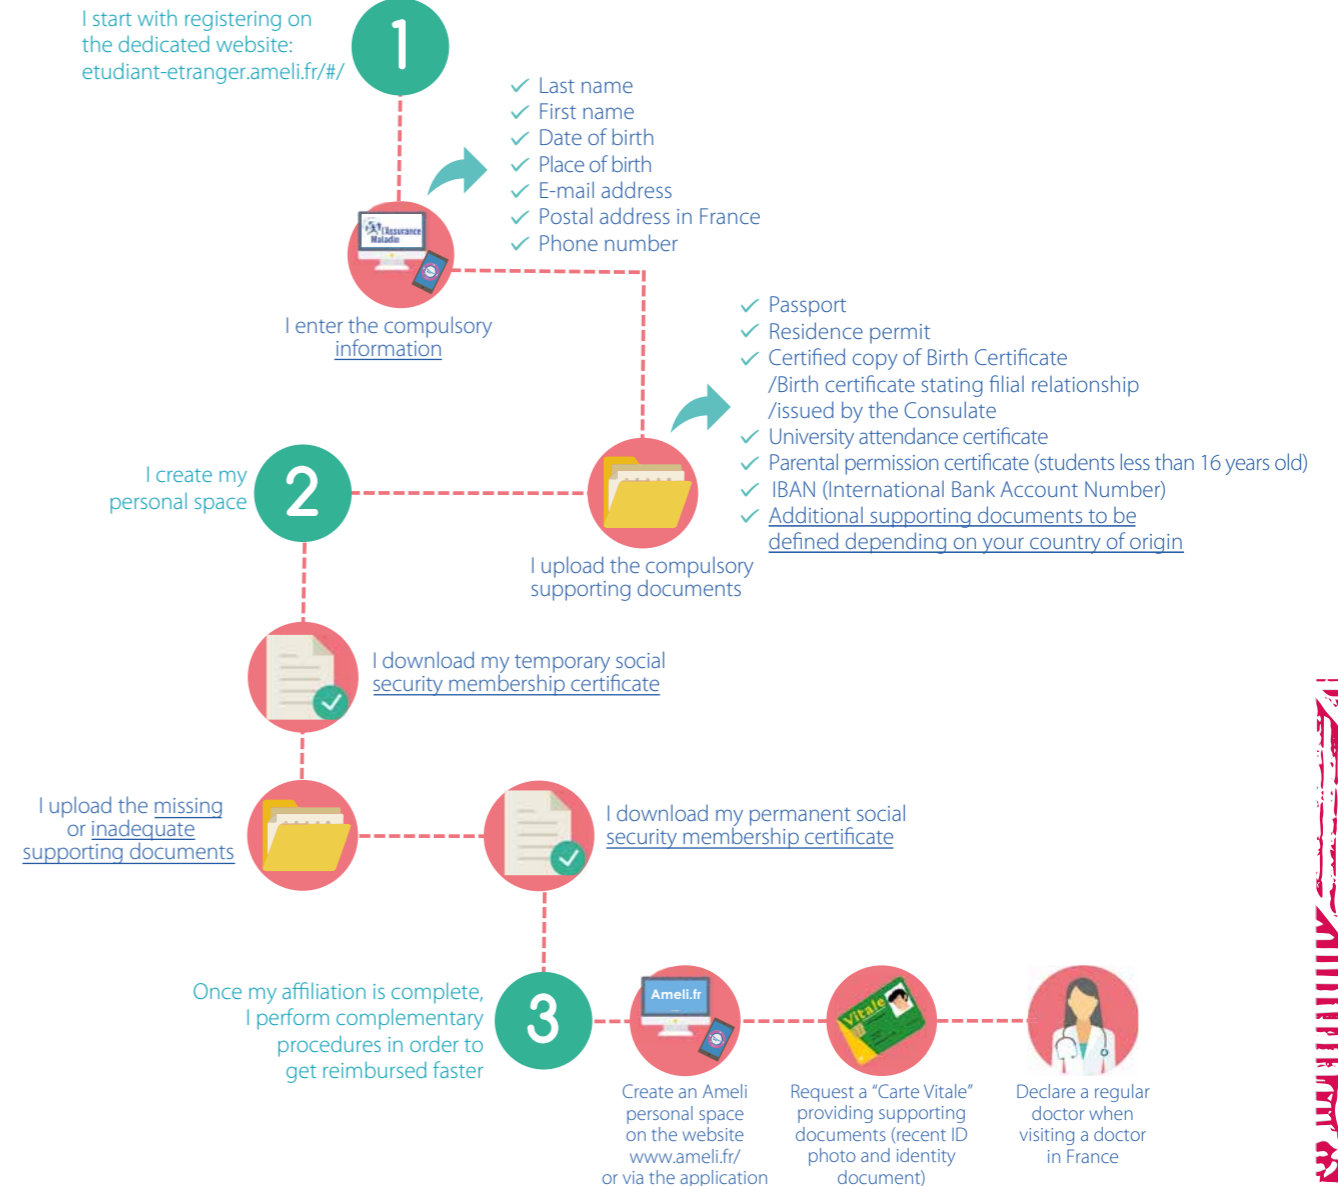 I start with registering on
the dedicated website:
etudiant-etranger.ameli.fr/#/
1
Last name
First name
Date of birth
Place of birth
E-mail address
Postal address in France
Phone number
l'Assurance
Maladie
I enter the compulsory
information
Passport
Residence permit
Certified copy of Birth Certificate
/Birth certificate stating filial relationship
/issued by the Consulate
University attendance certificate
Parental permission certificate (students less than 16 years old)
IBAN (International Bank Account Number)
Additional supporting documents to be
defined depending on your country of origin
I upload the compulsory
supporting documents
I create my
personal space
2
I download my temporary social
security membership certificate
I upload the missing
or inadequate
supporting documents
I download my permanent social
security membership certificate
Once my affiliation is complete,
I perform complementary
procedures in order to
get reimbursed faster
3
Ameli.fr
Create an Ameli
personal space
on the website
www.ameli.fr/
or via the application
Vitale
Request a “Carte Vitale”
providing supporting
documents (recent ID
photo and identity
document)
Declare a regular
doctor when
visiting a doctor
in France